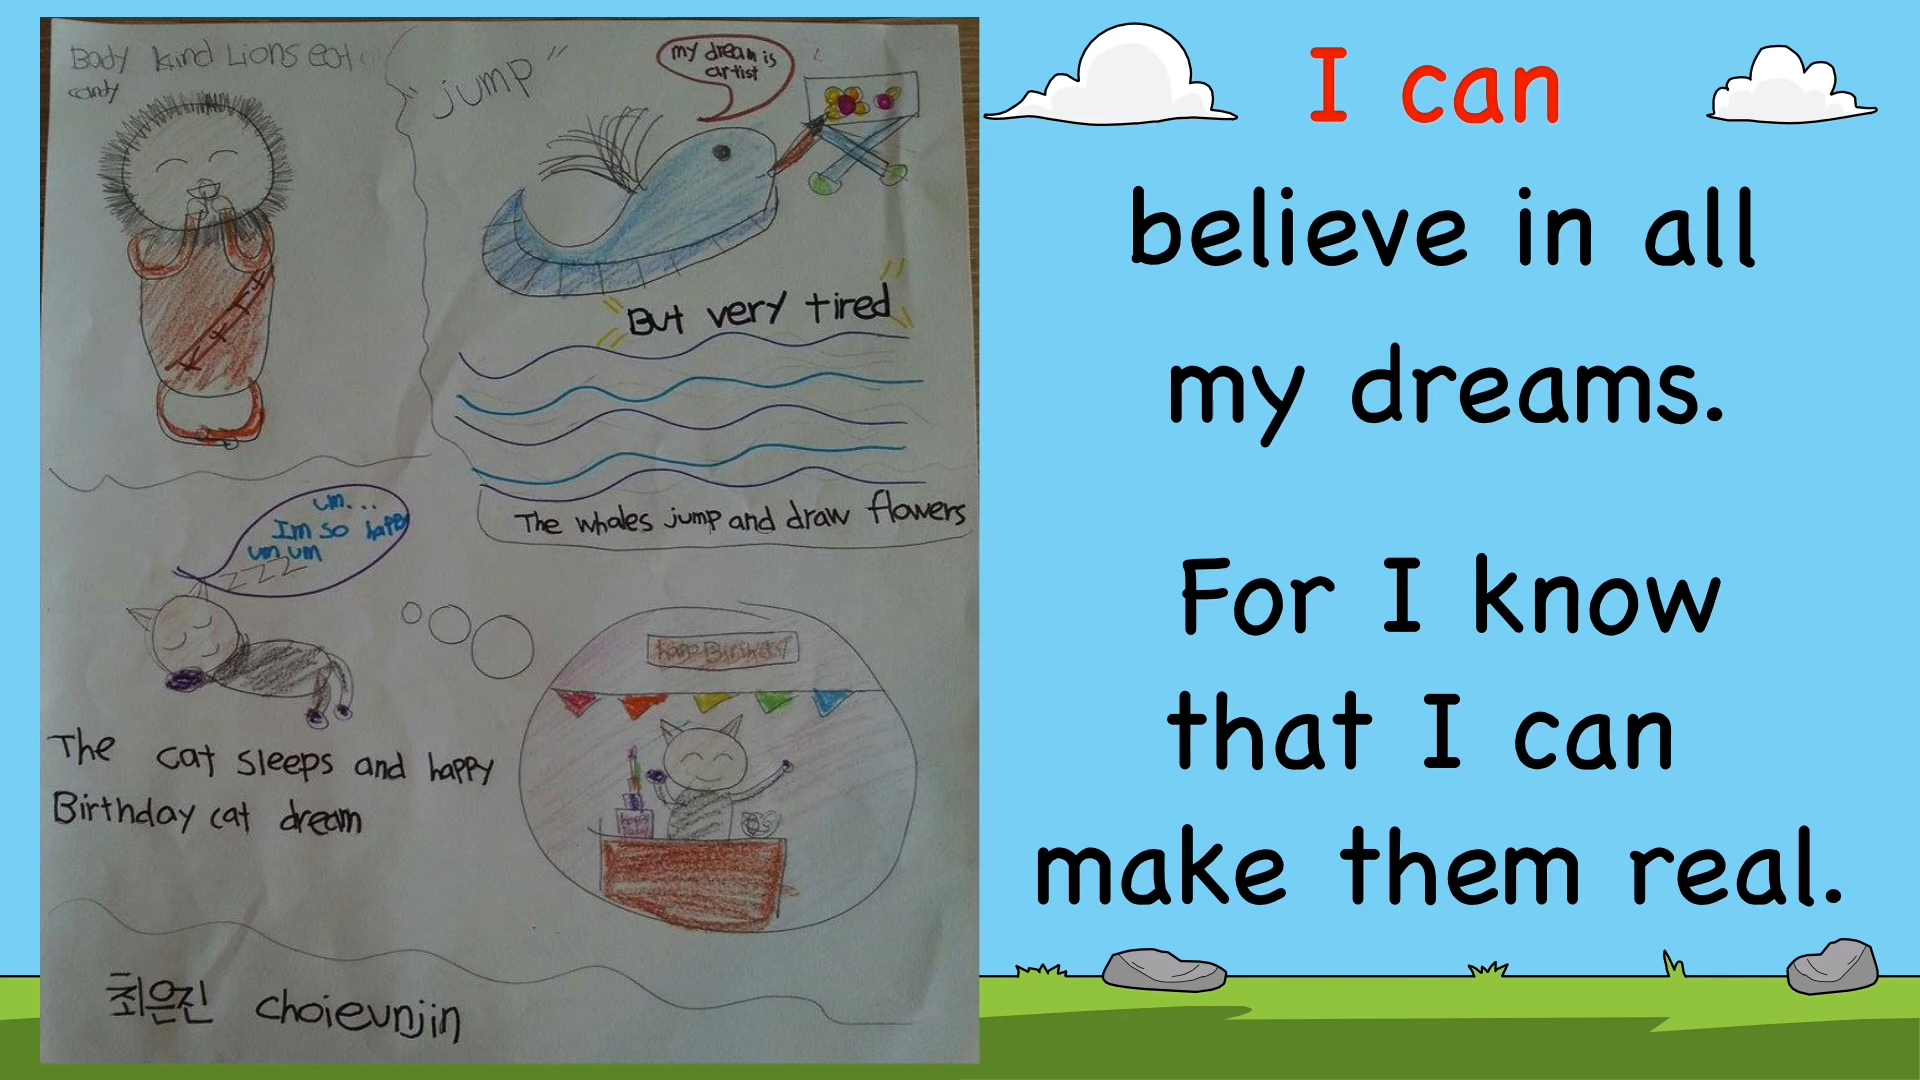 Body kind Lions eat
candy
"jump"
my dream is
artist
But very tired
The whales jump and draw flowers
um...
Im so happy
um um
zzz
Happy Birthday
The cat sleeps and happy
Birthday cat dream
최은진 choieunjin
I can
believe in all
my dreams.
For I know
that I can
make them real.